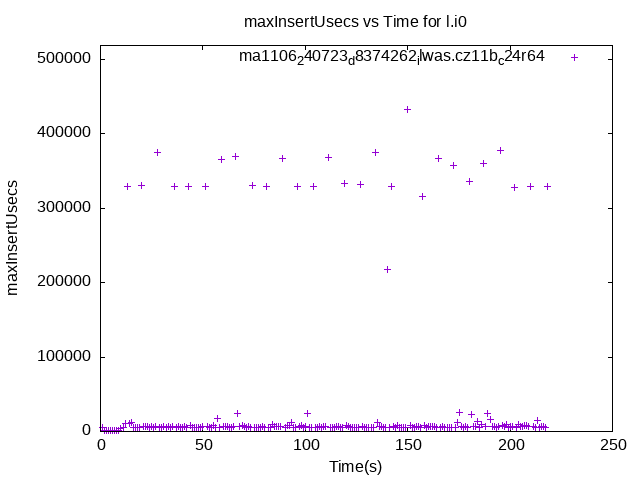 maxInsertUsecs vs Time for l.i0
ma1106240723d8374262lwas.cz11bc24r64
500000
400000
300000
200000
100000
0
maxInsertUsecs
0 50 100 150 200 250
Time(s)